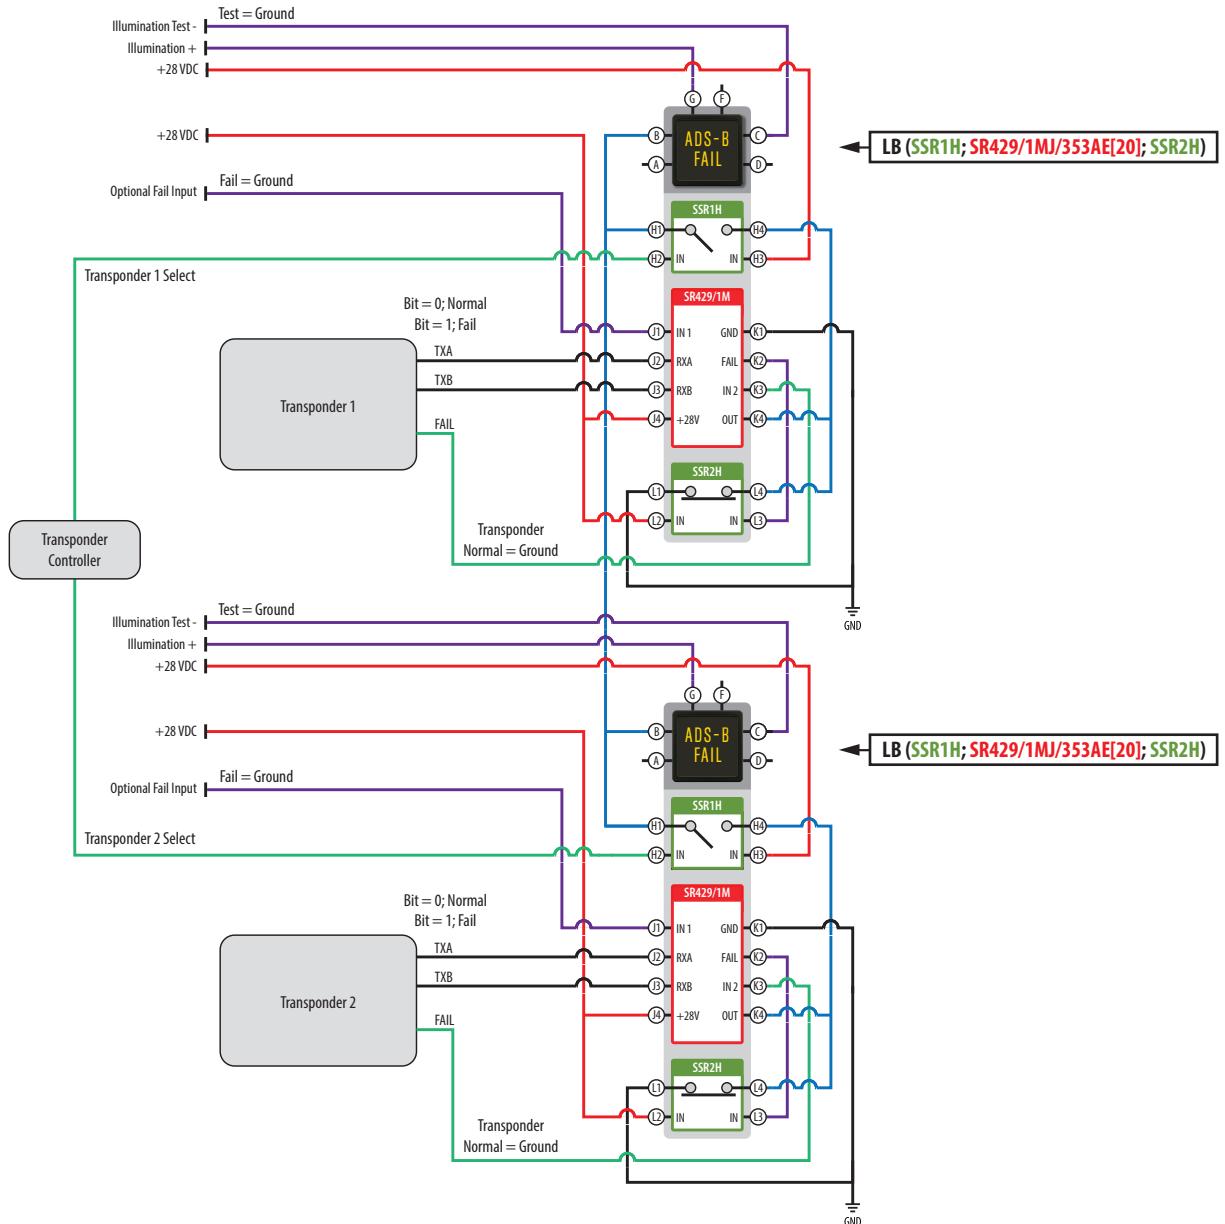 Test = Ground
Illumination Test -
Illumination +
+28 VDC
G
F
+28 VDC
B
ADS-B
FAIL
C
A
D
LB (SSR1H; SR429/1MJ/353AE[20]; SSR2H)
Optional Fail Input
Fail = Ground
SSR1H
H1
H4
H2
IN
IN
H3
Transponder 1 Select
SR429/1M
Bit = 0; Normal
Bit = 1; Fail
J1
IN 1
GND
K1
TXA
J2
RXA
FAIL
K2
TXB
J3
RXB
IN 2
K3
Transponder 1
FAIL
J4
+28V
OUT
K4
SSR2H
L1
L4
L2
IN
IN
L3
Transponder
Normal = Ground
Transponder
Controller
GND
Test = Ground
Illumination Test -
Illumination +
+28 VDC
G
F
+28 VDC
B
ADS-B
FAIL
C
A
D
LB (SSR1H; SR429/1MJ/353AE[20]; SSR2H)
Optional Fail Input
Fail = Ground
SSR1H
H1
H4
H2
IN
IN
H3
Transponder 2 Select
SR429/1M
Bit = 0; Normal
Bit = 1; Fail
J1
IN 1
GND
K1
TXA
J2
RXA
FAIL
K2
TXB
J3
RXB
IN 2
K3
Transponder 2
FAIL
J4
+28V
OUT
K4
SSR2H
L1
L4
L2
IN
IN
L3
Transponder
Normal = Ground
GND